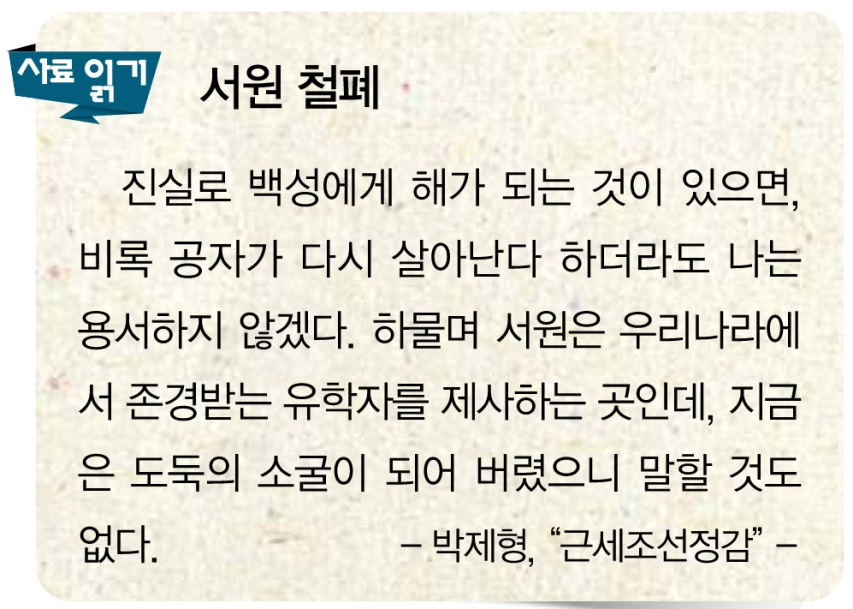 사료 읽기
서원 철폐
진실로 백성에게 해가 되는 것이 있으면,
비록 공자가 다시 살아난다 하더라도 나는
용서하지 않겠다. 하물며 서원은 우리나라에
서 존경받는 유학자를 제사하는 곳인데, 지금
은 도둑의 소굴이 되어 버렸으니 말할 것도
없다. – 박제형, “근세조선정감” –